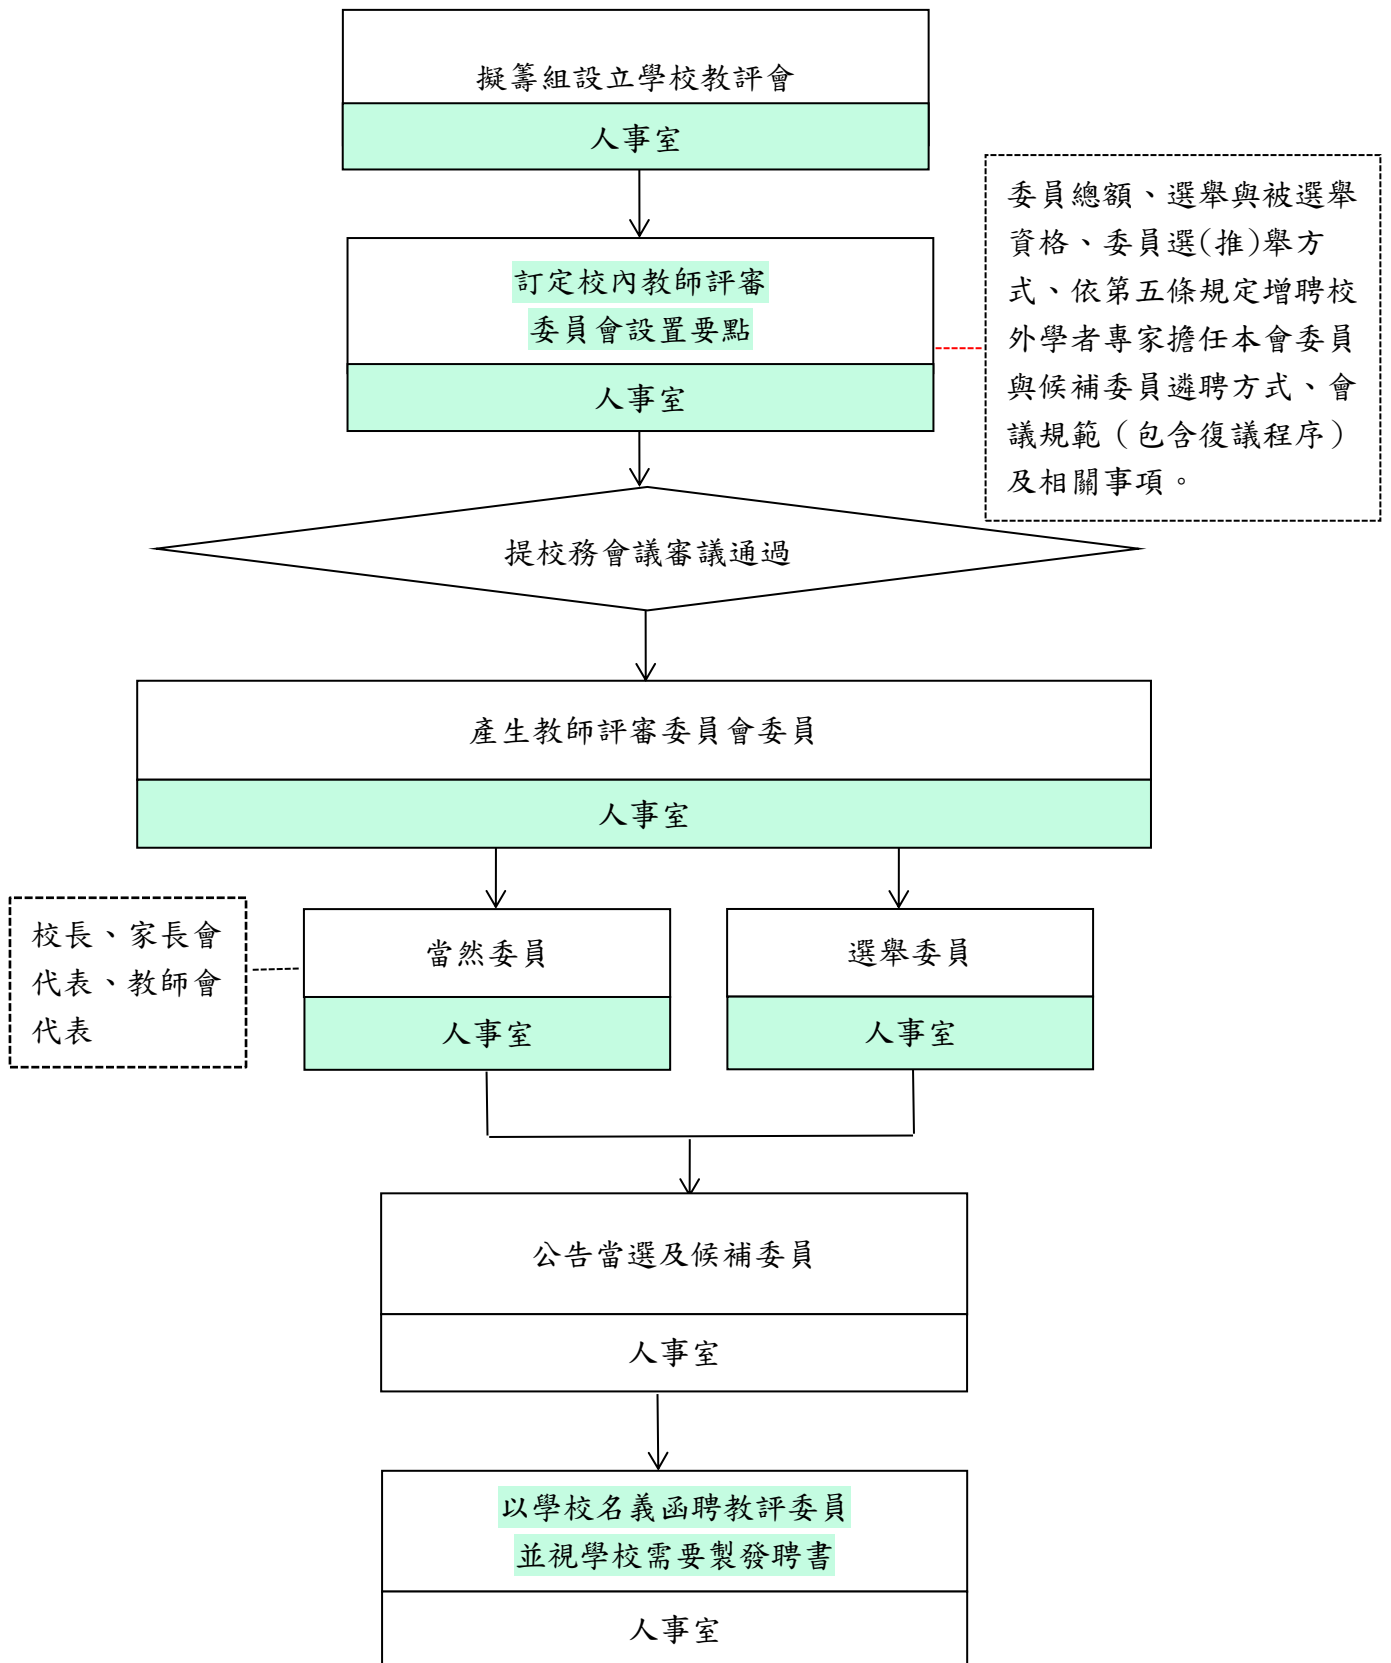 擬籌組設立學校教評會
人事室
訂定校內教師評審
委員會設置要點
人事室
委員總額、選舉與被選舉
資格、委員選(推)舉方
式、依第五條規定增聘校
外學者專家擔任本會委員
與候補委員遴聘方式、會
議規範（包含復議程序）
及相關事項。
提校務會議審議通過
產生教師評審委員會委員
人事室
校長、家長會
代表、教師會
代表
當然委員
人事室
選舉委員
人事室
公告當選及候補委員
人事室
以學校名義函聘教評委員
並視學校需要製發聘書
人事室